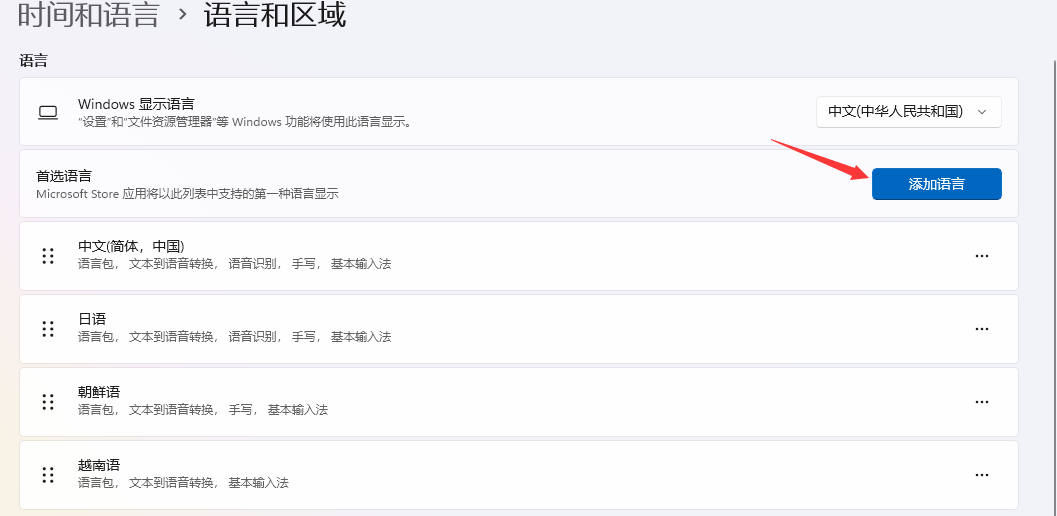 时间和语言 › 语言和区域
语言
Windows 显示语言
"设置"和"文件资源管理器"等 Windows 功能将使用此语言显示。
中文(中华人民共和国)
首选语言
Microsoft Store 应用将以此列表中支持的第一种语言显示
添加语言
中文(简体，中国)
语言包， 文本到语音转换， 语音识别， 手写， 基本输入法
日语
语言包， 文本到语音转换， 语音识别， 手写， 基本输入法
朝鲜语
语言包， 文本到语音转换， 手写， 基本输入法
越南语
语言包， 文本到语音转换， 基本输入法